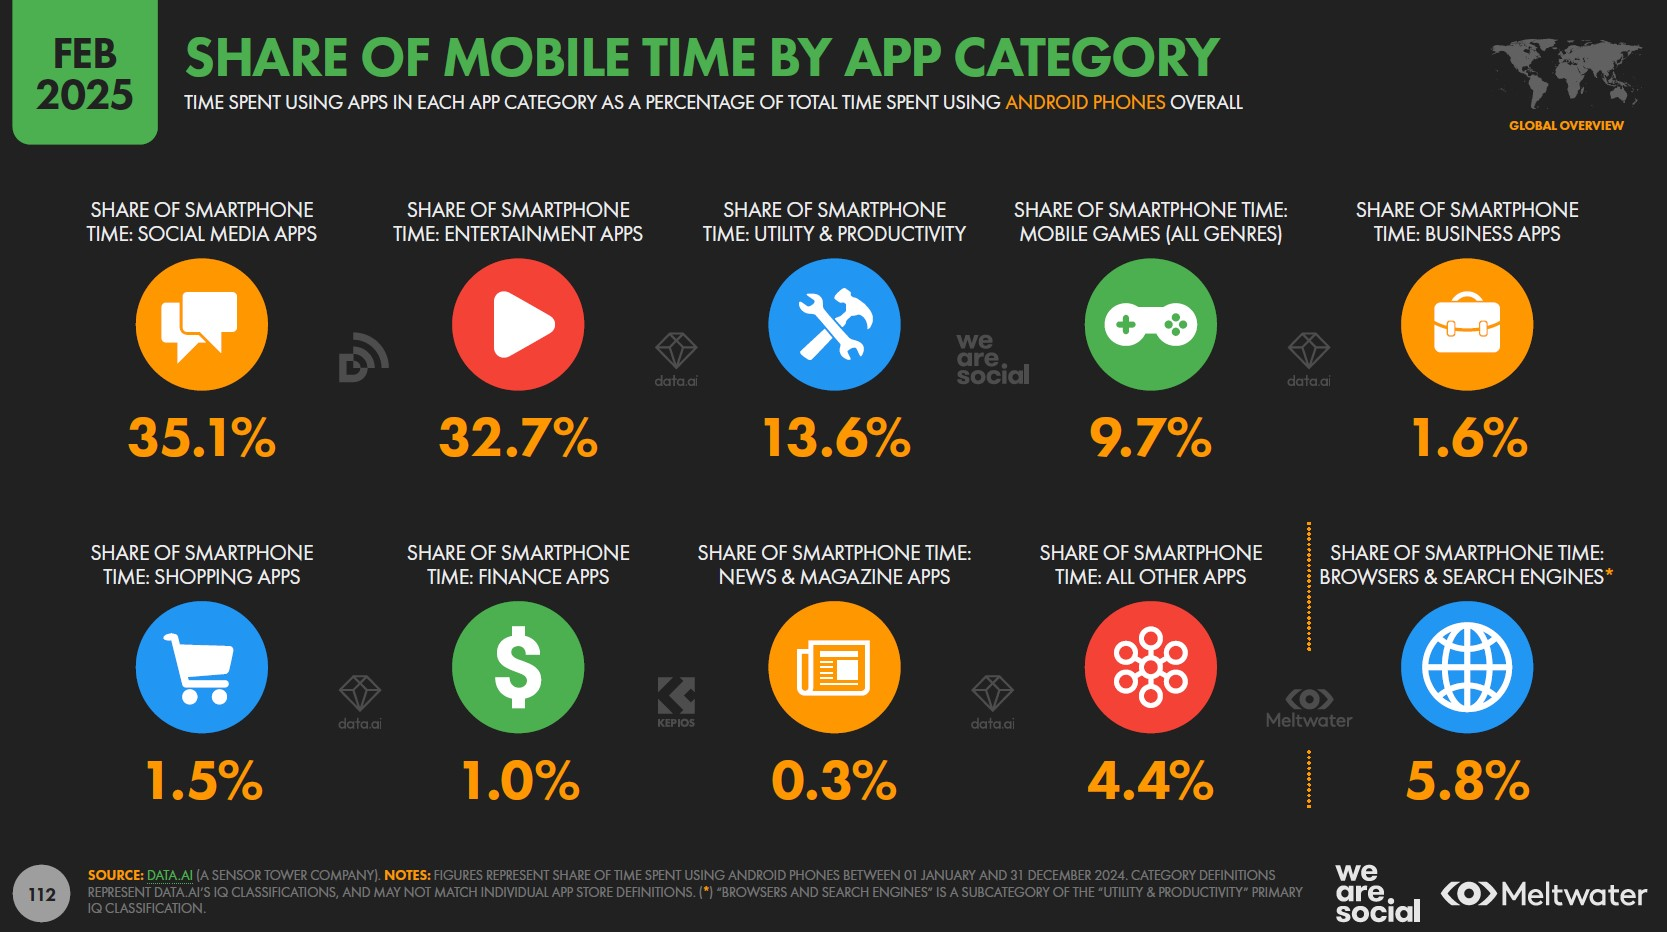 FEB
2025
SHARE OF MOBILE TIME BY APP CATEGORY
TIME SPENT USING APPS IN EACH APP CATEGORY AS A PERCENTAGE OF TOTAL TIME SPENT USING ANDROID PHONES OVERALL
GLOBAL OVERVIEW
SHARE OF SMARTPHONE
TIME: SOCIAL MEDIA APPS
35.1%
SHARE OF SMARTPHONE
TIME: ENTERTAINMENT APPS
32.7%
SHARE OF SMARTPHONE
TIME: UTILITY & PRODUCTIVITY
13.6%
SHARE OF SMARTPHONE TIME:
MOBILE GAMES (ALL GENRES)
9.7%
SHARE OF SMARTPHONE
TIME: BUSINESS APPS
1.6%
data.ai
we
are
social
data.ai
SHARE OF SMARTPHONE
TIME: SHOPPING APPS
1.5%
SHARE OF SMARTPHONE
TIME: FINANCE APPS
1.0%
SHARE OF SMARTPHONE TIME:
NEWS & MAGAZINE APPS
0.3%
SHARE OF SMARTPHONE
TIME: ALL OTHER APPS
4.4%
SHARE OF SMARTPHONE TIME:
BROWSERS & SEARCH ENGINES*
5.8%
data.ai
KEPIOS
data.ai
Meltwater
112
SOURCE: DATA.AI (A SENSOR TOWER COMPANY). NOTES: FIGURES REPRESENT SHARE OF TIME SPENT USING ANDROID PHONES BETWEEN 01 JANUARY AND 31 DECEMBER 2024. CATEGORY DEFINITIONS
REPRESENT DATA.AI'S IQ CLASSIFICATIONS, AND MAY NOT MATCH INDIVIDUAL APP STORE DEFINITIONS. (*) "BROWSERS AND SEARCH ENGINES" IS A SUBCATEGORY OF THE "UTILITY & PRODUCTIVITY" PRIMARY
IQ CLASSIFICATION.
we
are
social
Meltwater